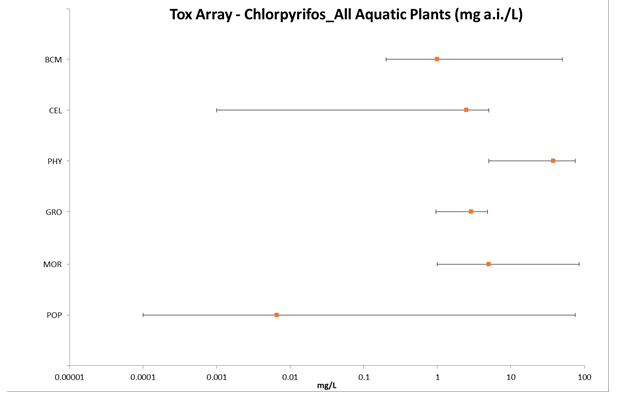 Tox Array - Chlorpyrifos_All Aquatic Plants (mg a.i./L)
BCM
CEL
PHY
GRO
MOR
POP
0.00001 0.0001 0.001 0.01 0.1 1 10 100
mg/L